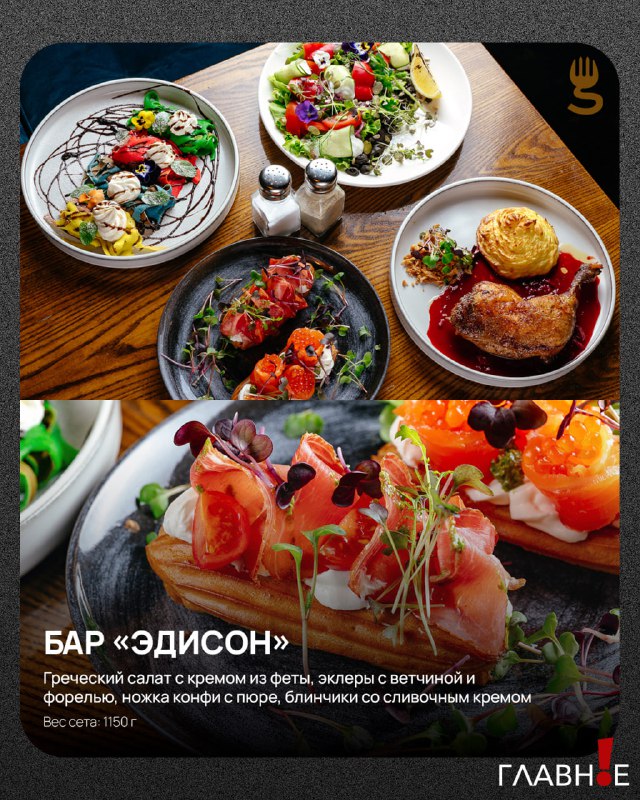 БАР «ЭДИСОН»
Греческий салат с кремом из феты, эклеры с ветчиной и
форелью, ножка конфи с пюре, блинчики со сливочным кремом
Вес сета: 1150 г
ГЛАВН!Е